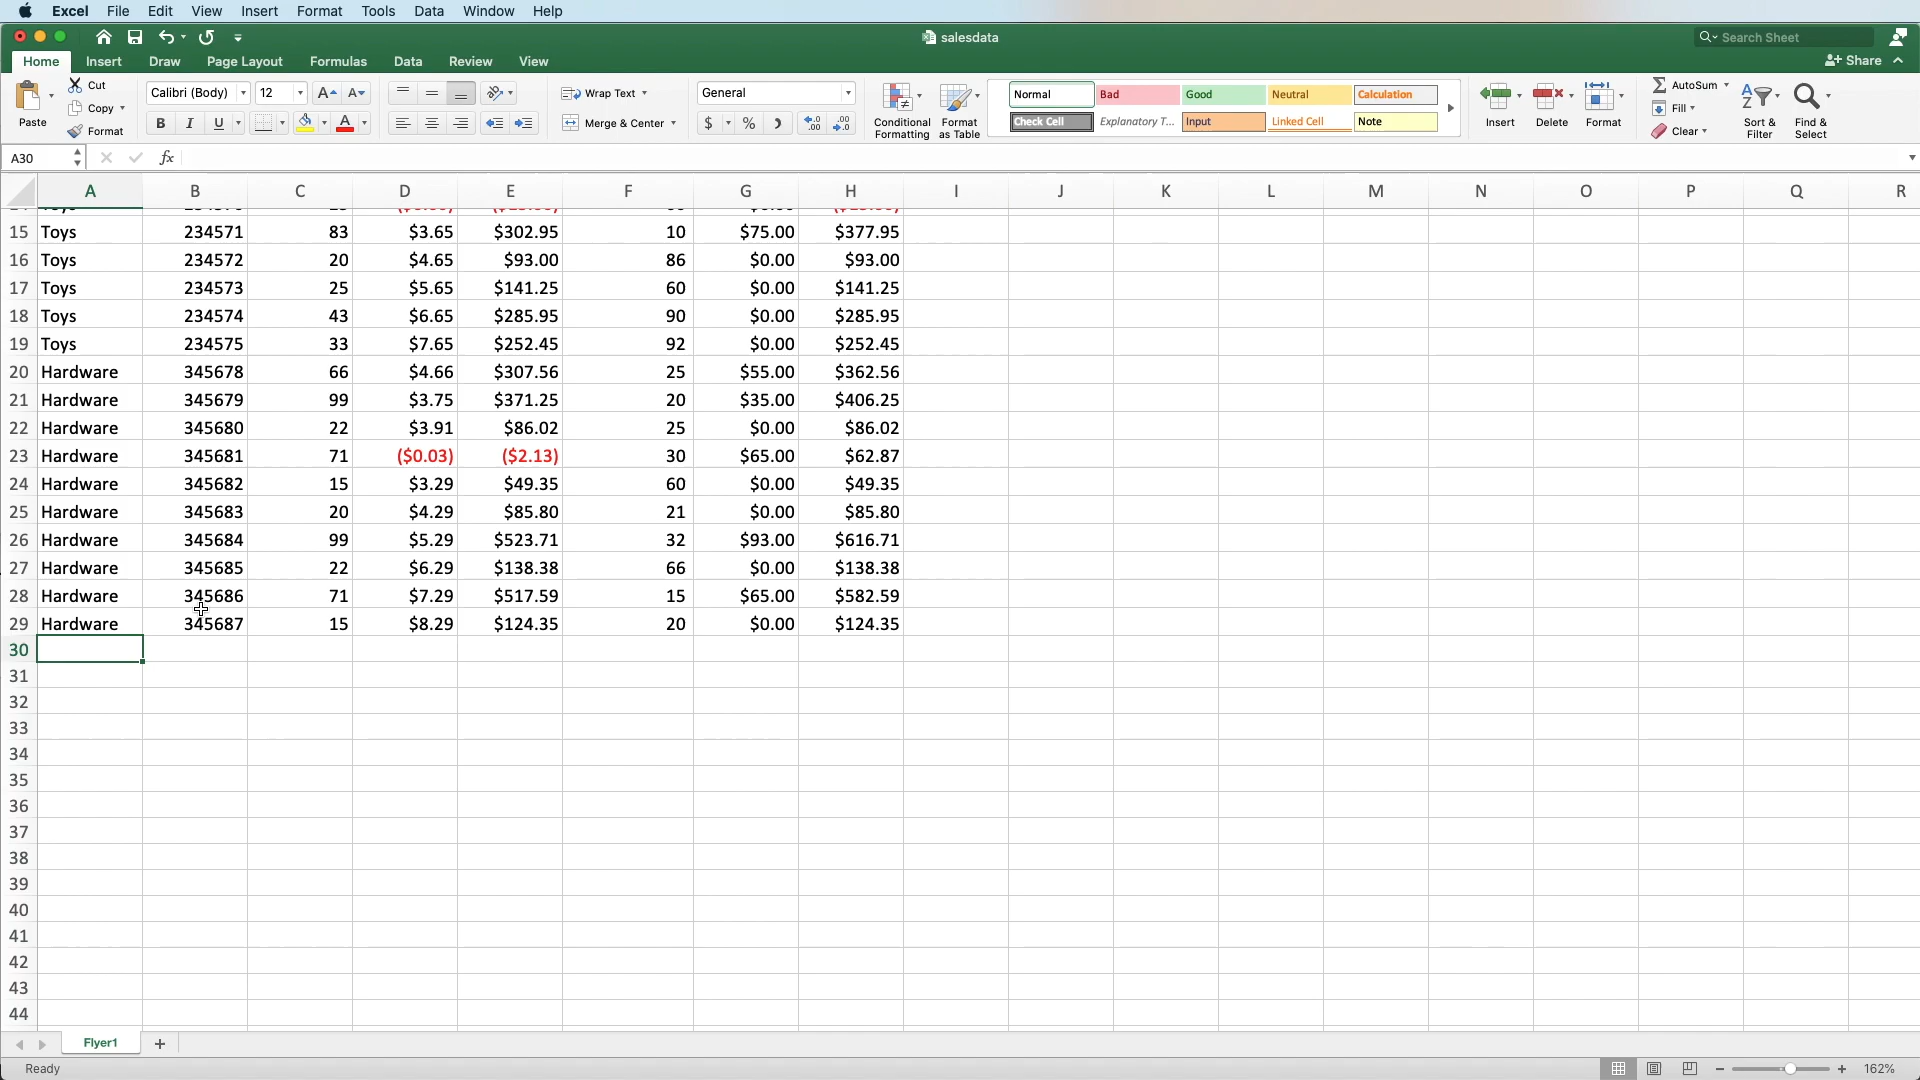 Excel File Edit View Insert Format Tools Data Window Help
salesdata
Search Sheet
Home Insert Draw Page Layout Formulas Data Review View
Share
Paste
Cut
Copy
Format
Calibri (Body) 12
B I U A
Wrap Text
Merge & Center
General
$ %
Conditional Formatting
Format as Table
Normal Bad Good Neutral Calculation
Check Cell Explanatory T... Input Linked Cell Note
Insert Delete Format
AutoSum
Fill
Clear
Sort & Filter
Find & Select
A30 fx
A B C D E F G H I J K L M N O P Q R
15 Toys 234571 83 $3.65 $302.95 10 $75.00 $377.95
16 Toys 234572 20 $4.65 $93.00 86 $0.00 $93.00
17 Toys 234573 25 $5.65 $141.25 60 $0.00 $141.25
18 Toys 234574 43 $6.65 $285.95 90 $0.00 $285.95
19 Toys 234575 33 $7.65 $252.45 92 $0.00 $252.45
20 Hardware 345678 66 $4.66 $307.56 25 $55.00 $362.56
21 Hardware 345679 99 $3.75 $371.25 20 $35.00 $406.25
22 Hardware 345680 22 $3.91 $86.02 25 $0.00 $86.02
23 Hardware 345681 71 ($0.03) ($2.13) 30 $65.00 $62.87
24 Hardware 345682 15 $3.29 $49.35 60 $0.00 $49.35
25 Hardware 345683 20 $4.29 $85.80 21 $0.00 $85.80
26 Hardware 345684 99 $5.29 $523.71 32 $93.00 $616.71
27 Hardware 345685 22 $6.29 $138.38 66 $0.00 $138.38
28 Hardware 345686 71 $7.29 $517.59 15 $65.00 $582.59
29 Hardware 345687 15 $8.29 $124.35 20 $0.00 $124.35
30
31
32
33
34
35
36
37
38
39
40
41
42
43
44
Flyer1
Ready
162%